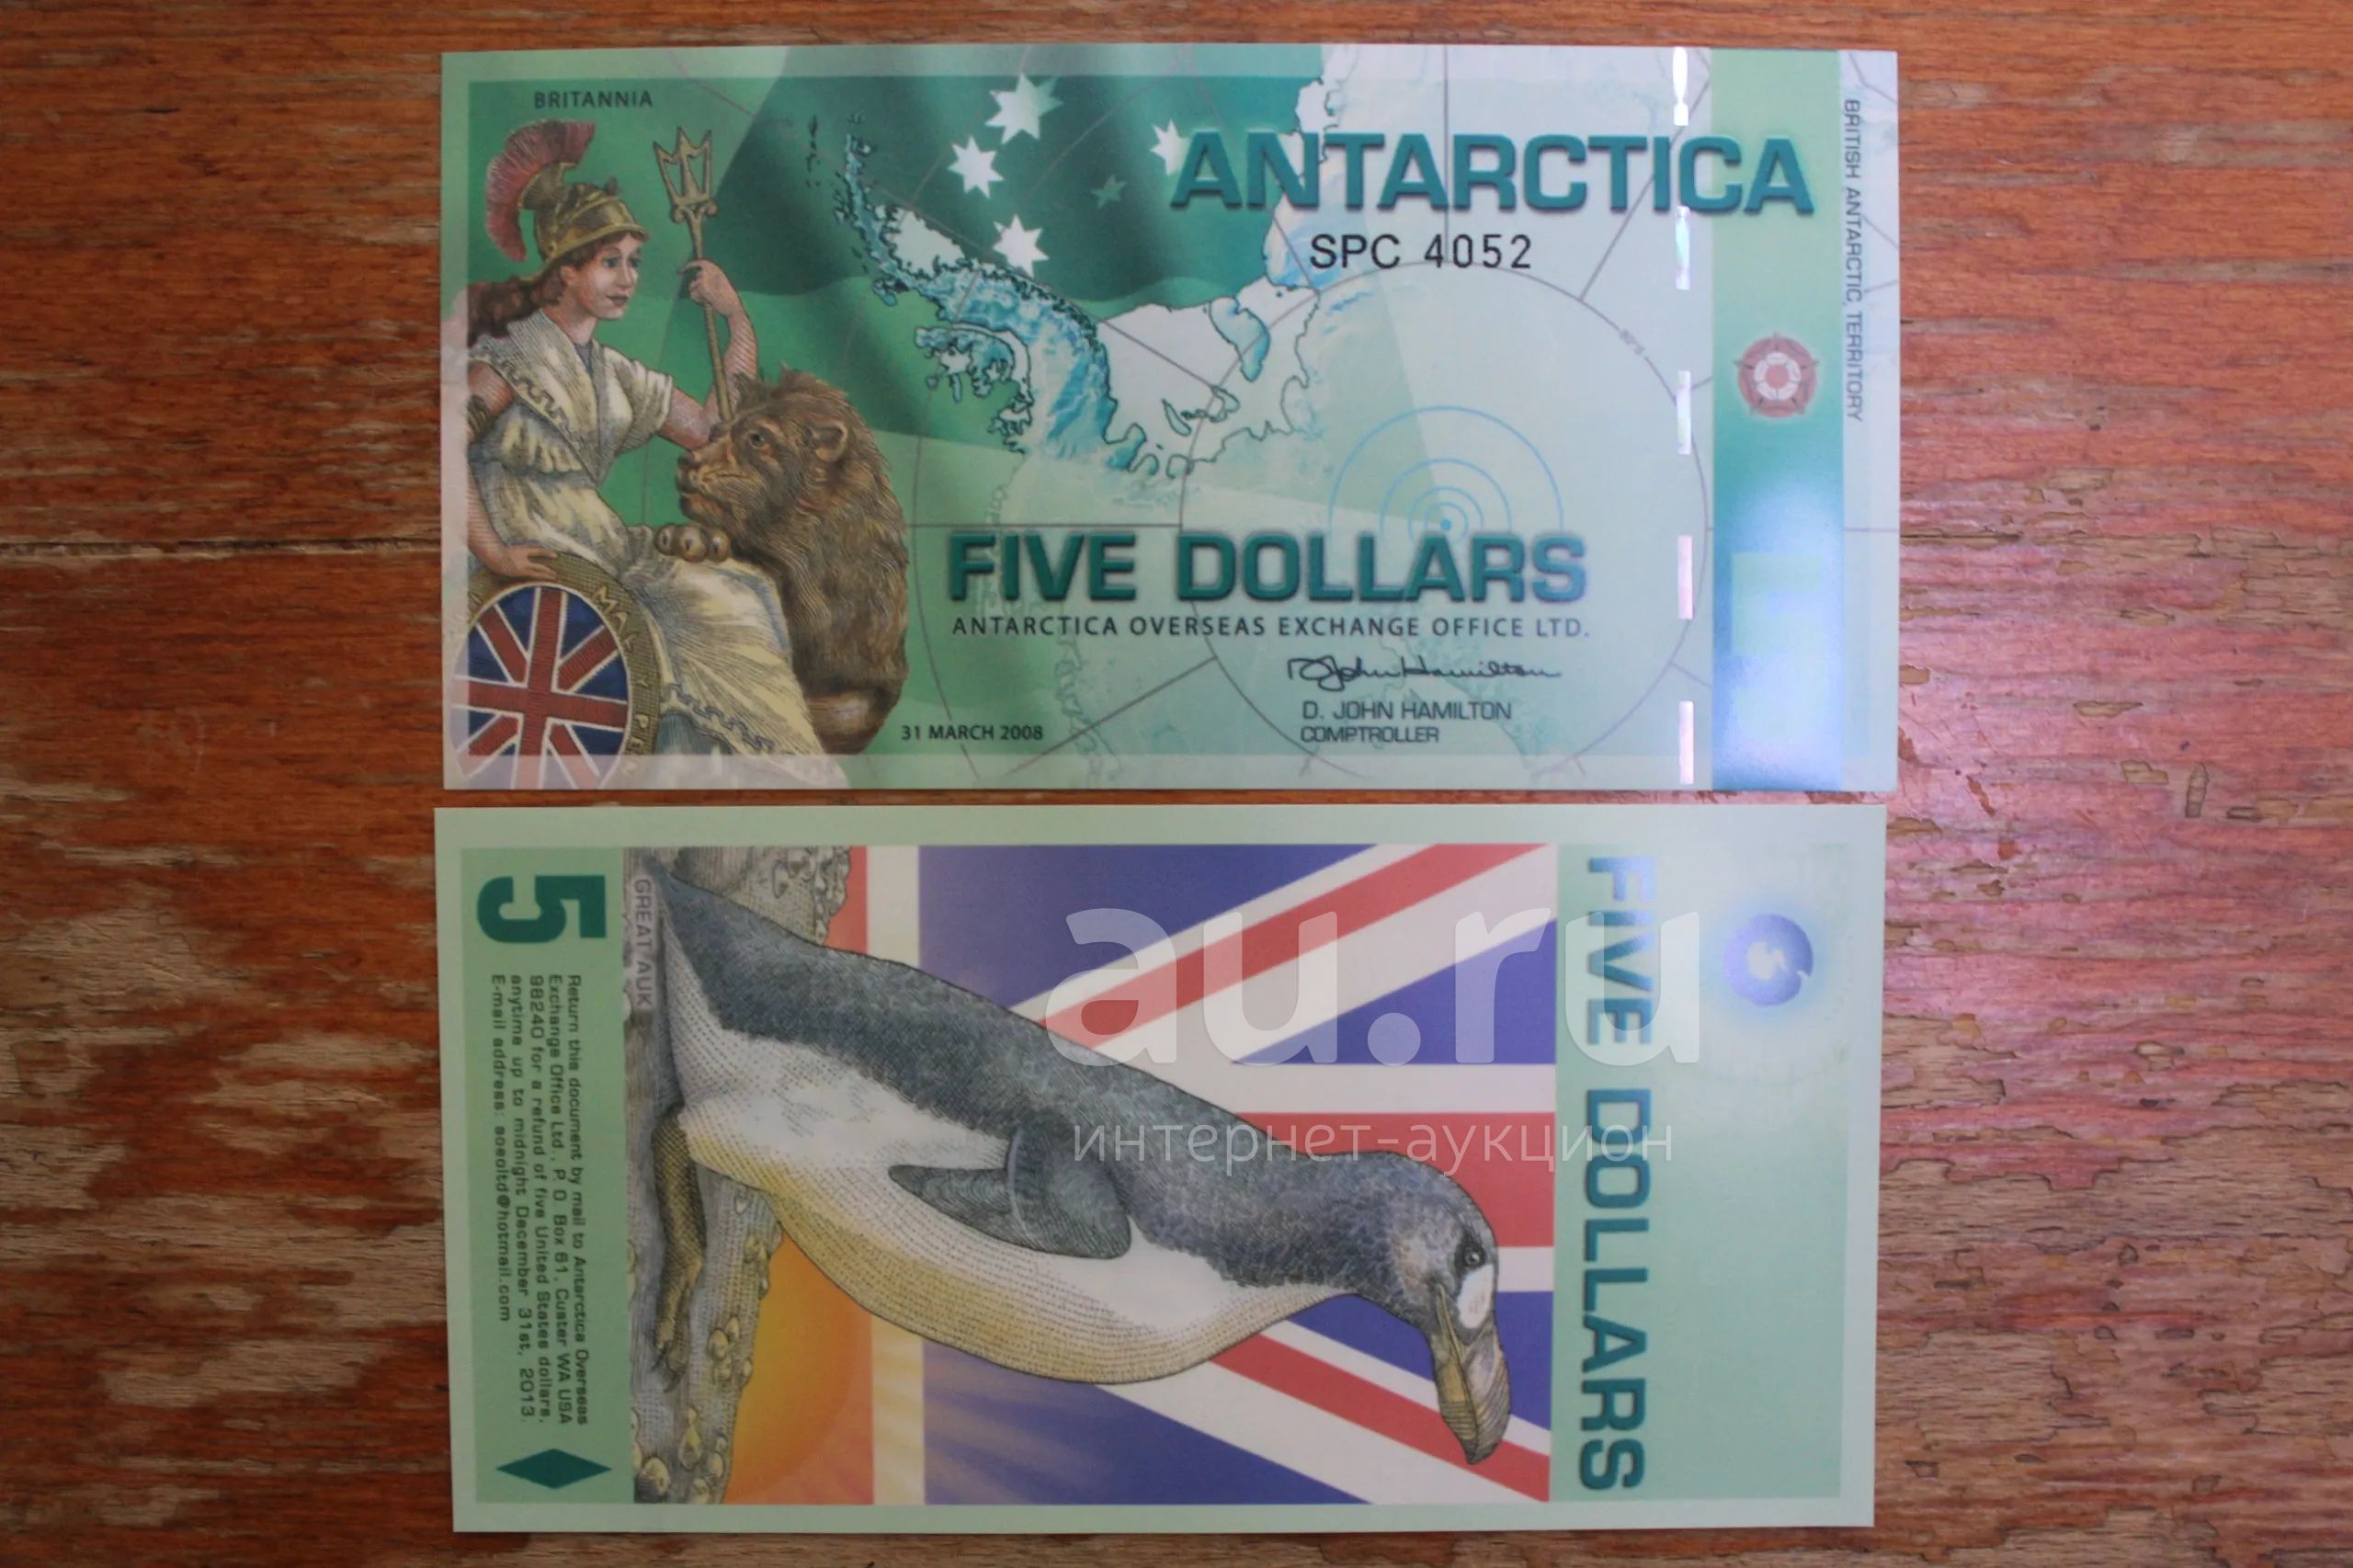 BRITANNIA
ANTARCTICA
SPC 4052
BRITISH ANTARCTIC TERRITORY
80°S
FIVE DOLLARS
ANTARCTICA OVERSEAS EXCHANGE OFFICE LTD.
D John Hamilton
D. JOHN HAMILTON
COMPTROLLER
31 MARCH 2008
FIVE DOLLARS
GREAT AUK
5
Return this document by mail to Antarctica Overseas
Exchange Office Ltd., P. O. Box 61, Custer WA USA
98240 for a refund of five United States dollars,
anytime up to midnight December 31st, 2013.
E-mail address: aoeoltd@hotmail.com
au.ru
интернет-аукцион